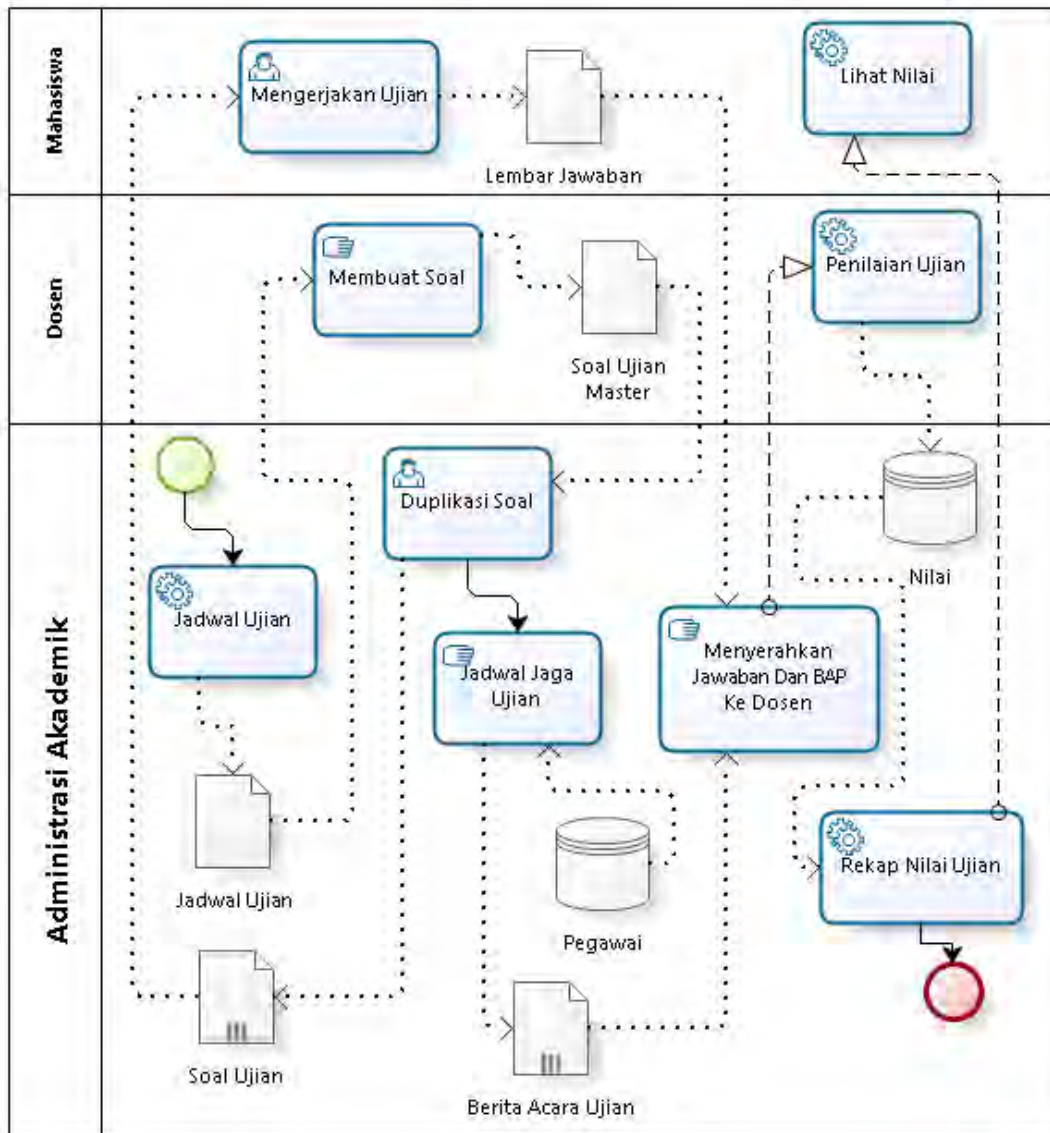 Mahasiswa
Mengerjakan Ujian
Lembar Jawaban
Lihat Nilai
Dosen
Membuat Soal
Soal Ujian
Master
Penilaian Ujian
Administrasi Akademik
Jadwal Ujian
Jadwal Ujian
Soal Ujian
Duplikasi Soal
Jadwal Jaga
Ujian
Pegawai
Berita Acara Ujian
Menyerahkan
Jawaban Dan BAP
Ke Dosen
Nilai
Rekap Nilai Ujian